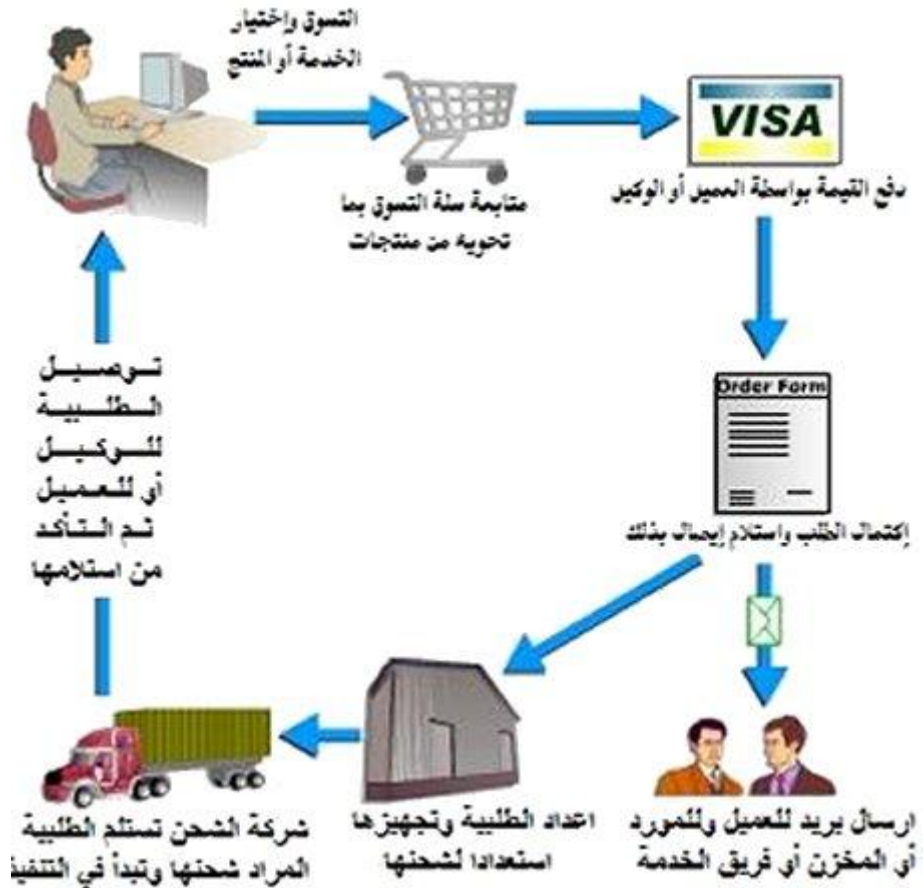 التسوق وإختيار
الخدمة أو المنتج
متابعة سلة التسوق بما
تحويه من منتجات
VISA
دفع القيمة بواسطة العميل أو الوكيل
Order Form
إكتمال الطلب واستلام إيصال بذلك
ارسال بريد للعميل وللمورد
أو المخزن أو فريق الخدمة
اعداد الطلبية وتجهيزها
استعدادا لشحنها
شركة الشحن تستلم الطلبية
المراد شحنها وتبدأ في التنفيذ
توصيل
الطلبية
للوكيل
أو للعميل
ثم التأكد
من استلامها